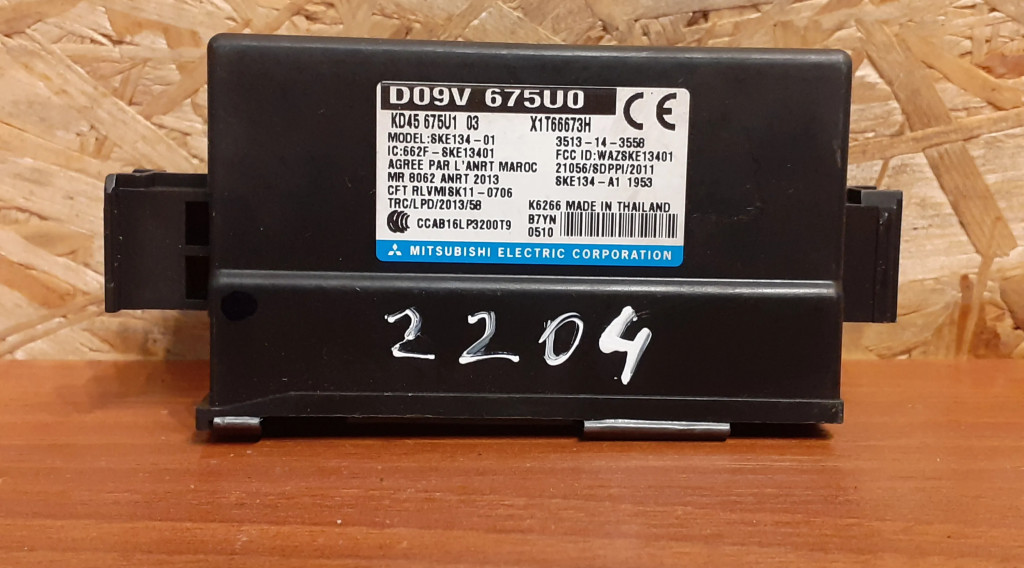 D09V 675U0
KD45 675U1 03 X1T66673H
MODEL:SKE134-01 3513-14-3558
IC:662F-SKE13401 FCC ID:WAZSKE13401
AGREE PAR L'ANRT MAROC 21056/SDPPI/2011
MR 8062 ANRT 2013 SKE134-A1 1953
CFT RLVMISK11-0706
TRC/LPD/2013/58 K6266 MADE IN THAILAND
CCAB16LP3200T9 B7YN
0510
MITSUBISHI ELECTRIC CORPORATION
CE
2204